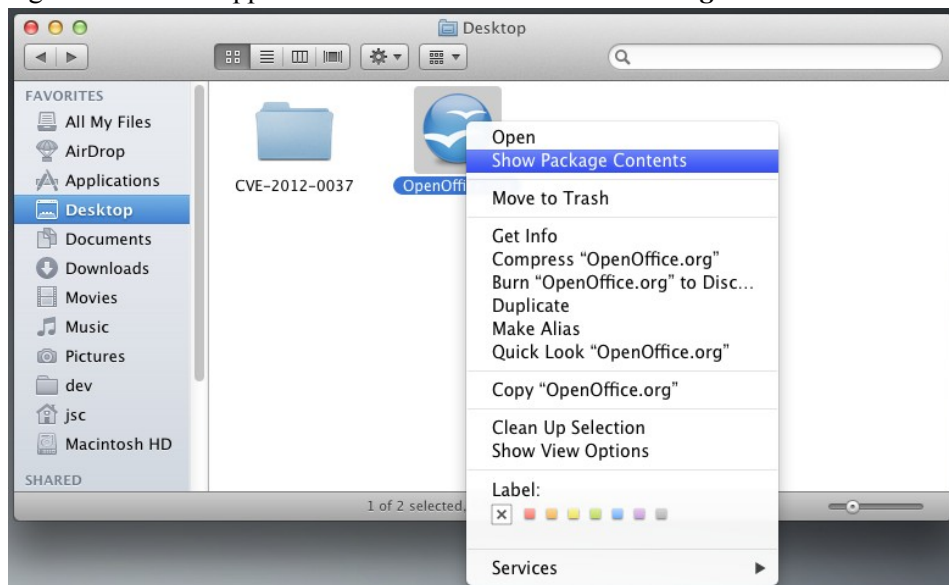 Desktop
FAVORITES
All My Files
AirDrop
Applications
Desktop
Documents
Downloads
Movies
Music
Pictures
dev
jsc
Macintosh HD
SHARED
CVE-2012-0037
OpenOffi
Open
Show Package Contents
Move to Trash
Get Info
Compress “OpenOffice.org”
Burn “OpenOffice.org” to Disc...
Duplicate
Make Alias
Quick Look “OpenOffice.org”
Copy “OpenOffice.org”
Clean Up Selection
Show View Options
Label:
Services
1 of 2 selected,